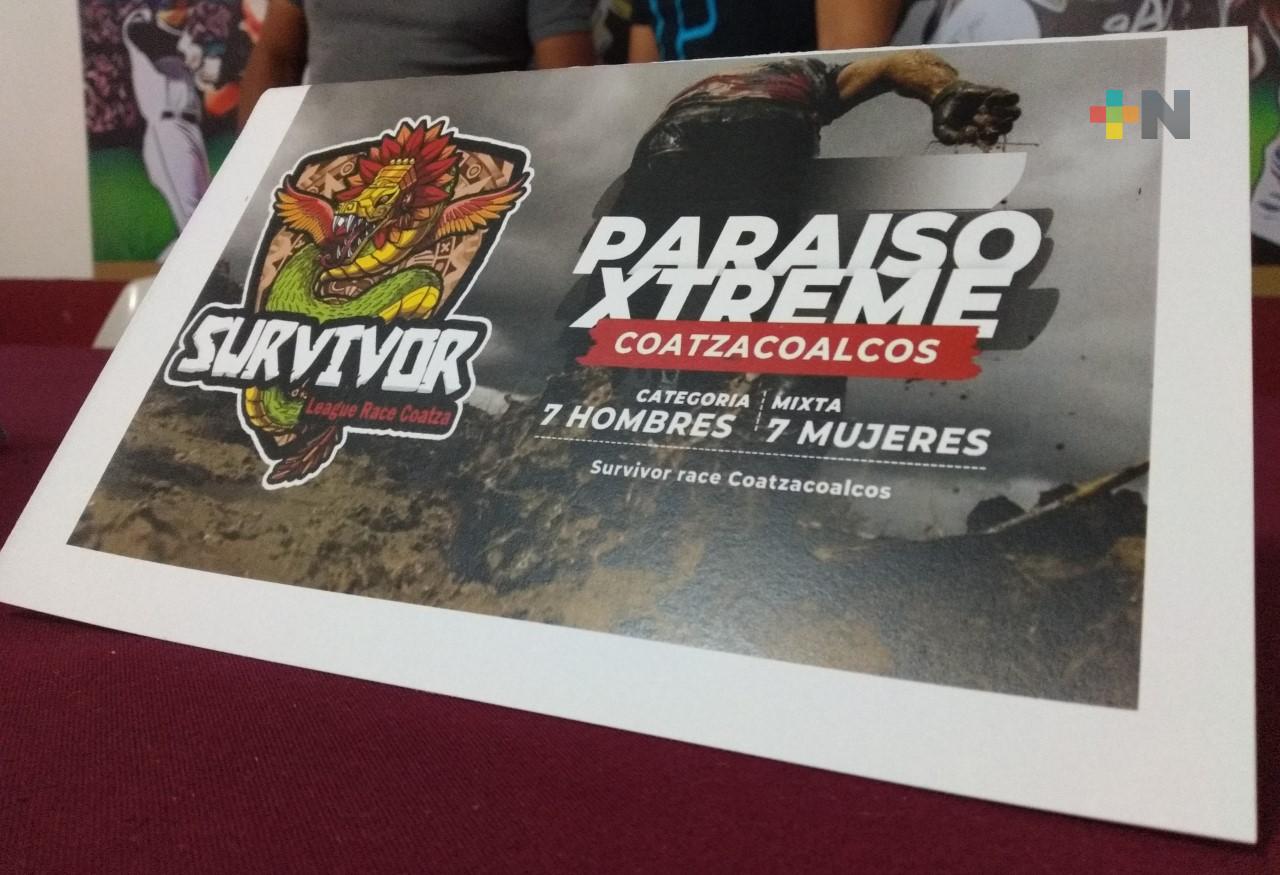 +N
SURVIVOR
League Race Coatza
PARAISO
XTREME
COATZACOALCOS
CATEGORIA MIXTA
7 HOMBRES 7 MUJERES
Survivor race Coatzacoalcos